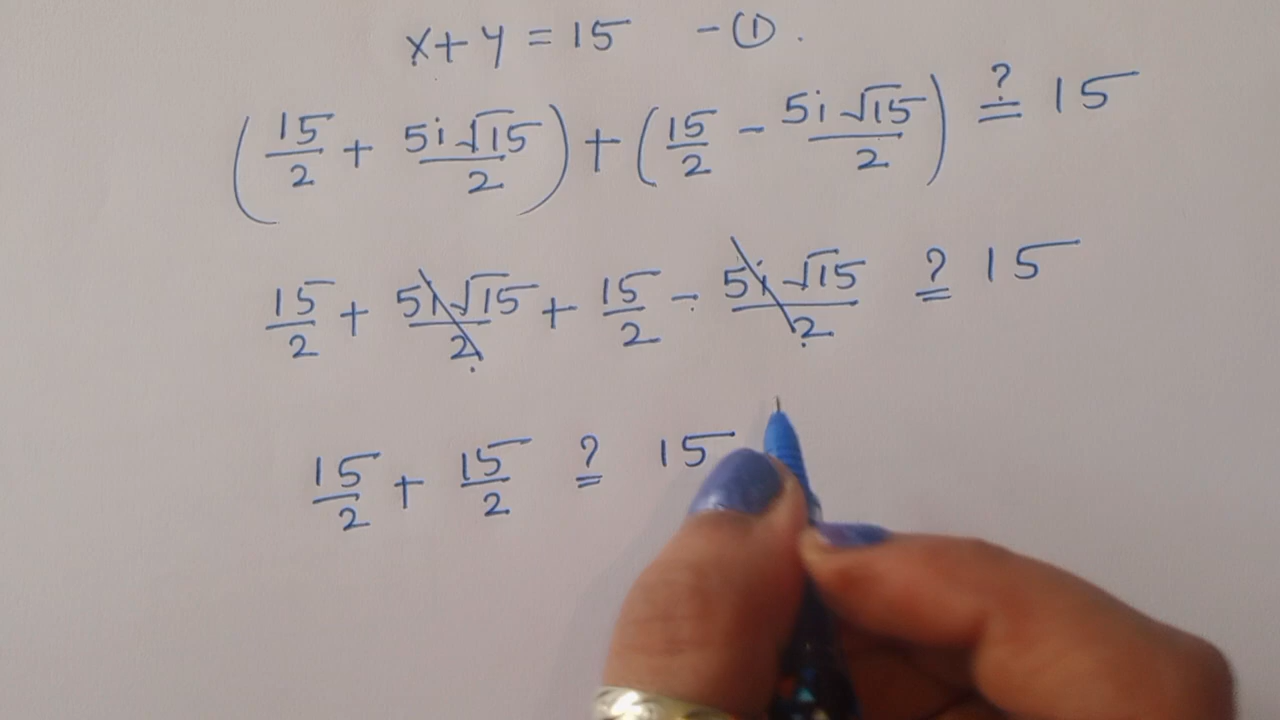 x + y = 15 - ①.
(15/2 + 5i√15/2) + (15/2 - 5i√15/2) ≟ 15
15/2 + 5i√15/2 + 15/2 - 5i√15/2 ≟ 15
15/2 + 15/2 ≟ 15